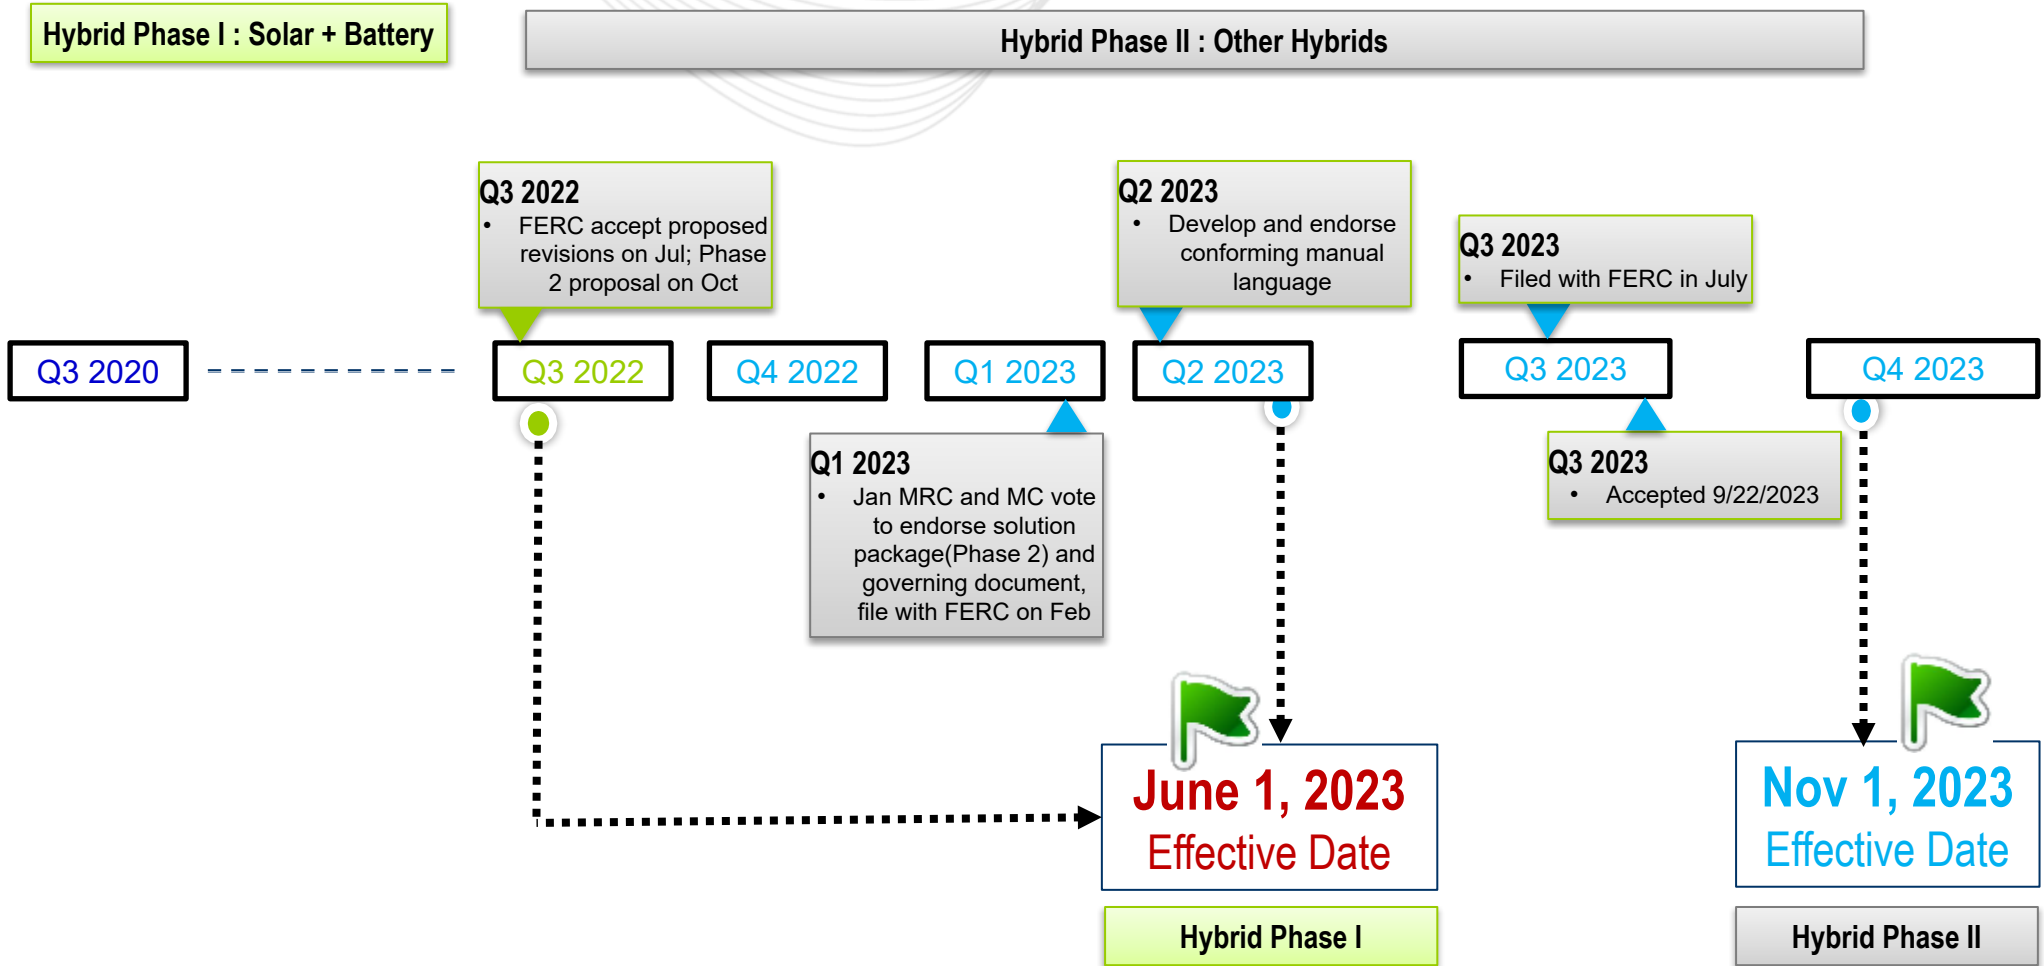 Hybrid Phase I : Solar + Battery
Hybrid Phase II : Other Hybrids
Q3 2022
• FERC accept proposed
revisions on Jul; Phase
2 proposal on Oct
Q2 2023
• Develop and endorse
conforming manual
language
Q3 2023
• Filed with FERC in July
Q3 2020
Q3 2022
Q4 2022
Q1 2023
Q2 2023
Q3 2023
Q4 2023
Q1 2023
• Jan MRC and MC vote
to endorse solution
package(Phase 2) and
governing document,
file with FERC on Feb
Q3 2023
• Accepted 9/22/2023
June 1, 2023
Effective Date
Nov 1, 2023
Effective Date
Hybrid Phase I
Hybrid Phase II